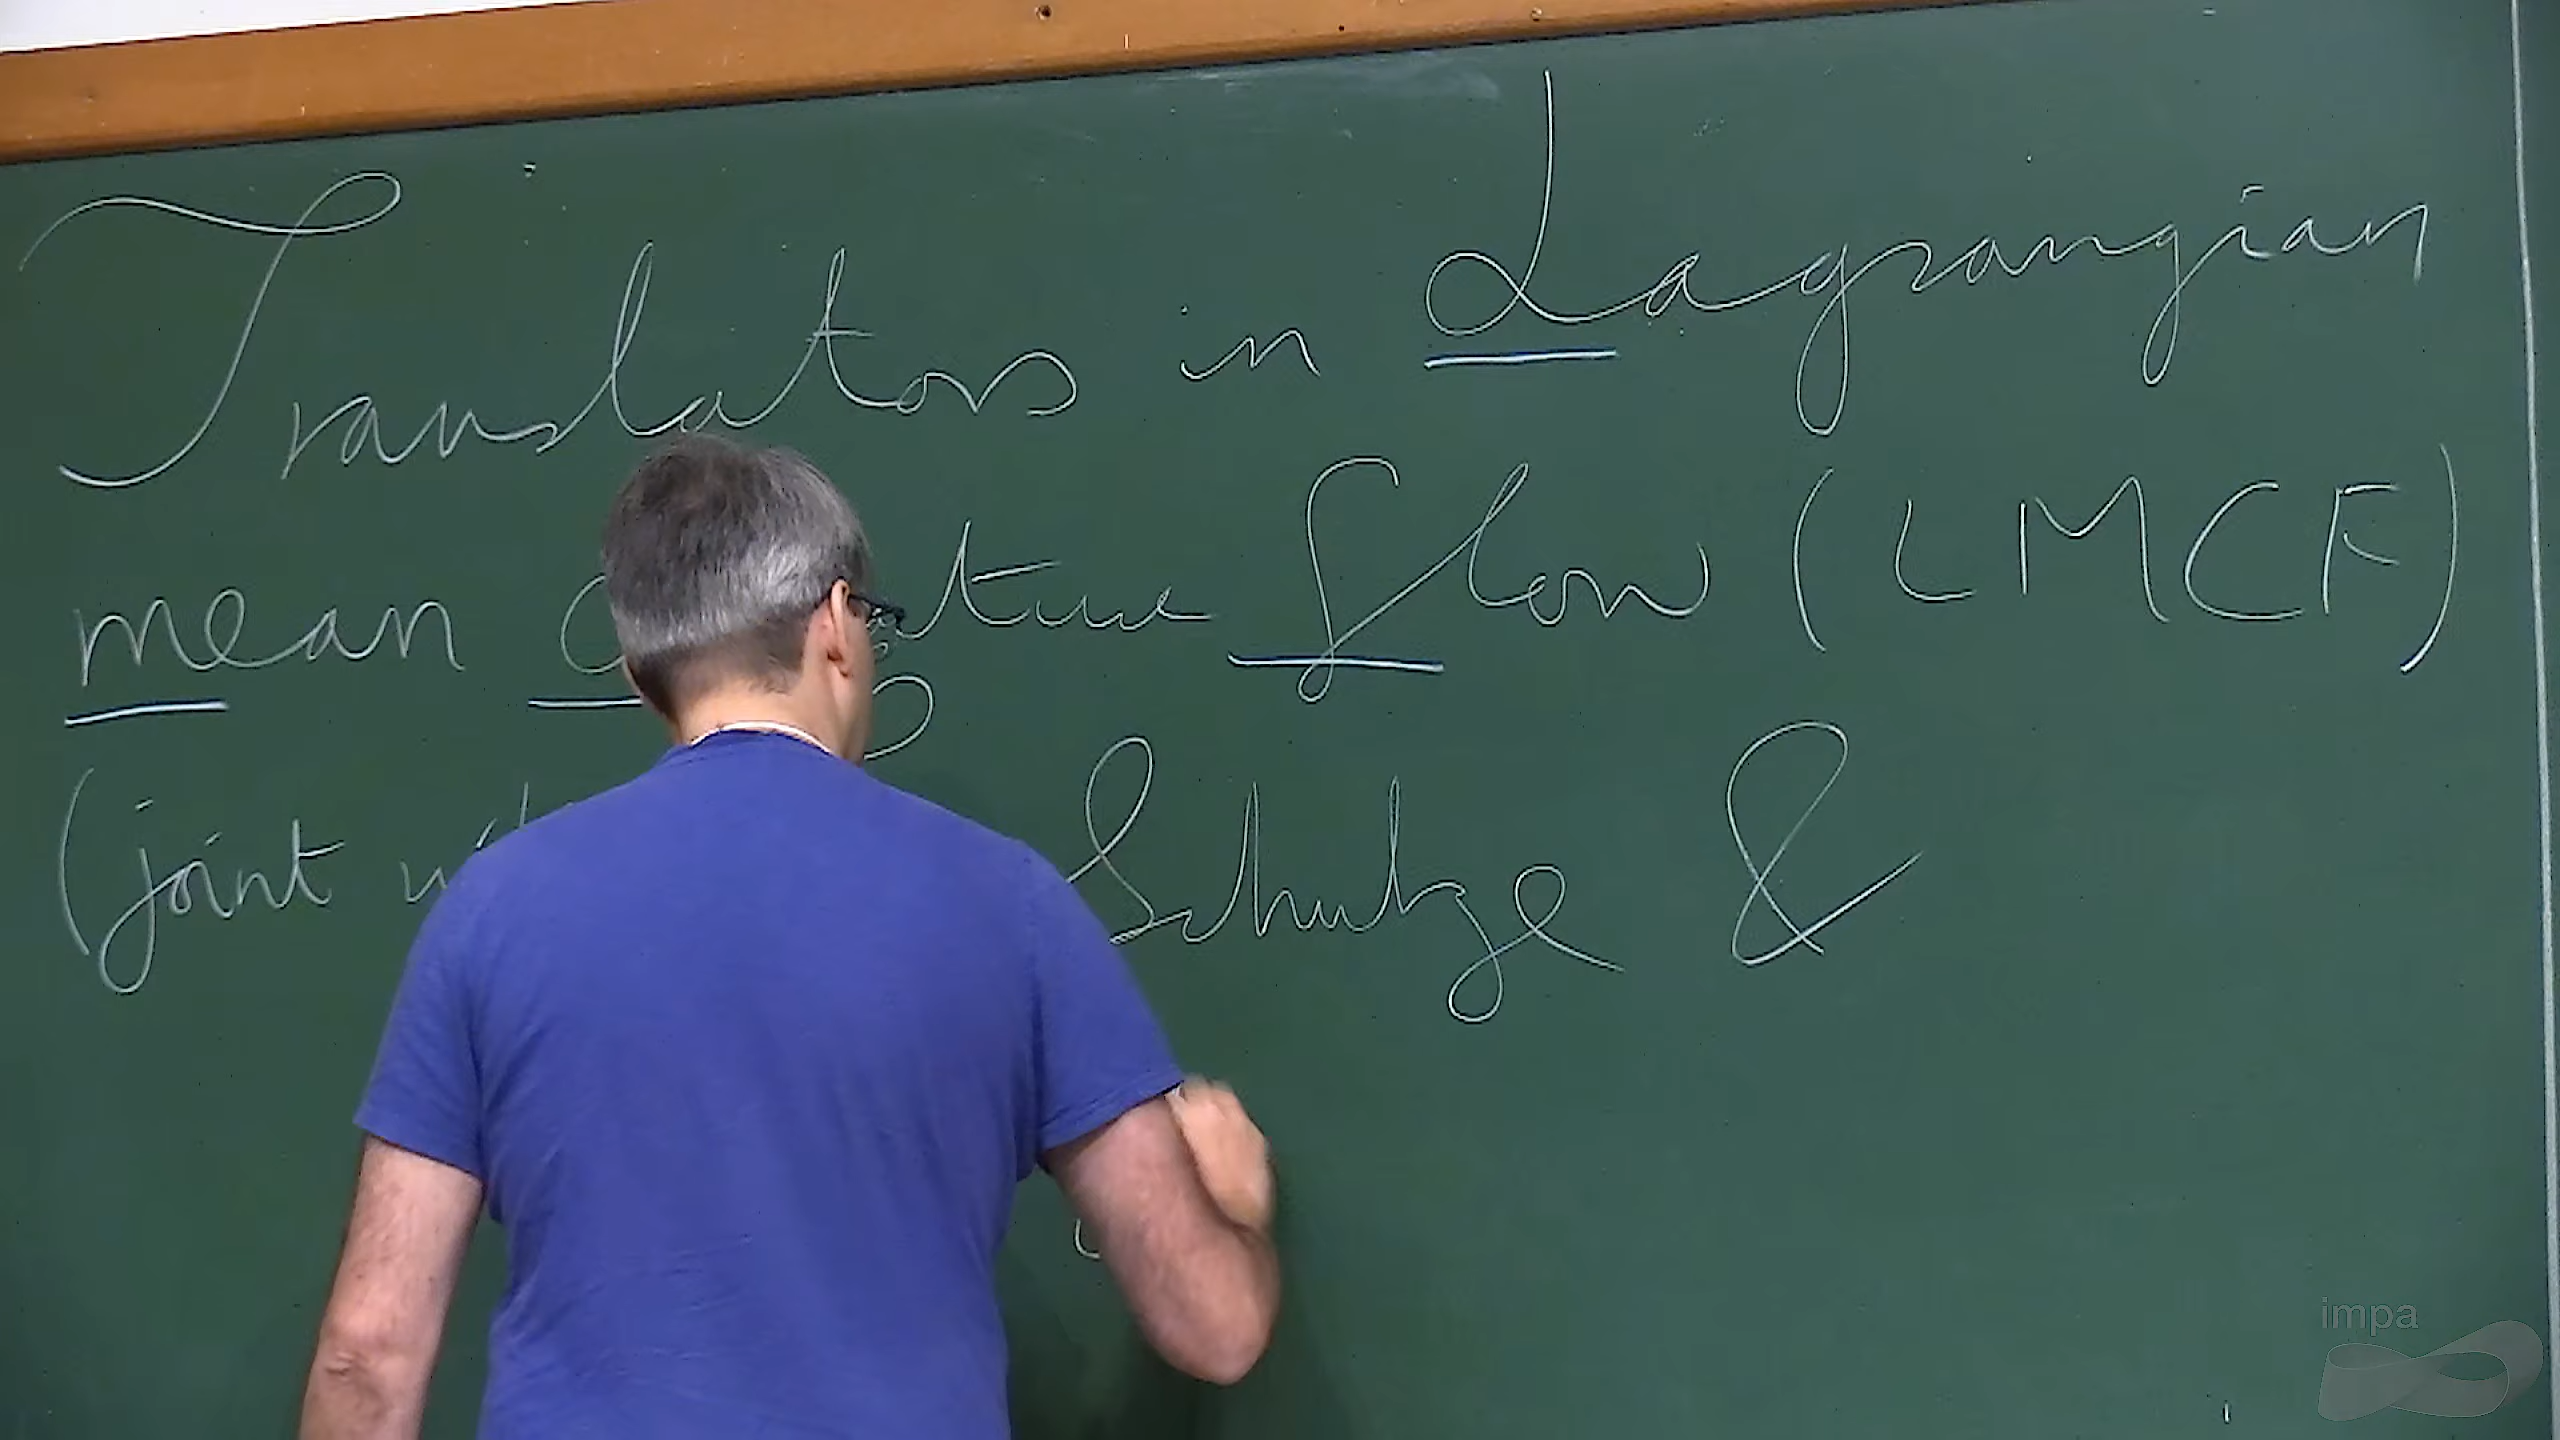 Translators in Lagrangian
mean flow (LMCF)
(joint Schulze &
impa